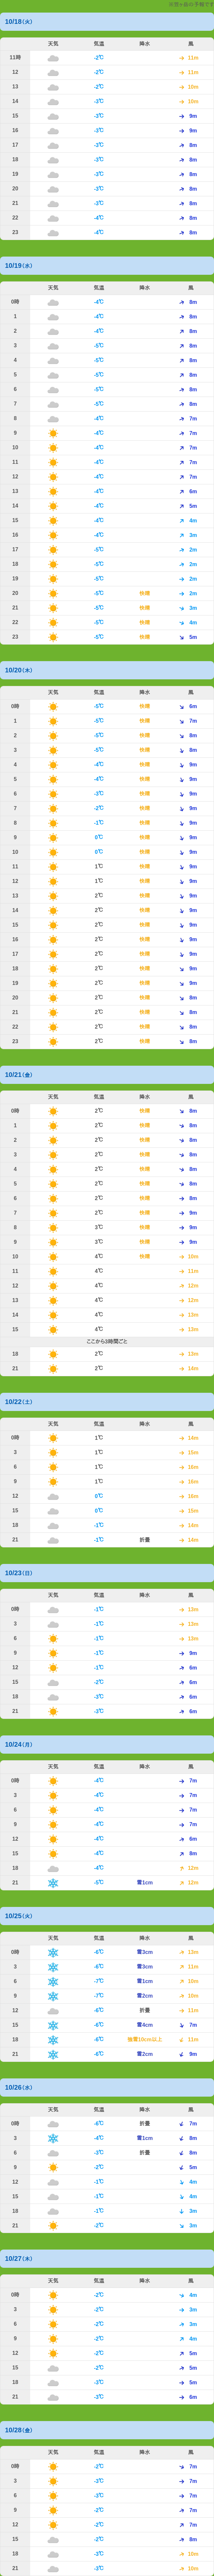 10/18(火)
天気 気温 降水 風
11時 -2℃ 11m
12 -2℃ 11m
13 -2℃ 10m
14 -3℃ 10m
15 -3℃ 9m
16 -3℃ 9m
17 -3℃ 8m
18 -3℃ 8m
19 -3℃ 8m
20 -3℃ 8m
21 -3℃ 8m
22 -4℃ 8m
23 -4℃ 8m
10/19(水)
天気 気温 降水 風
0時 -4℃ 8m
1 -4℃ 8m
2 -4℃ 8m
3 -5℃ 8m
4 -5℃ 8m
5 -5℃ 8m
6 -5℃ 8m
7 -5℃ 8m
8 -4℃ 7m
9 -4℃ 7m
10 -4℃ 7m
11 -4℃ 7m
12 -4℃ 7m
13 -4℃ 6m
14 -4℃ 5m
15 -4℃ 4m
16 -4℃ 3m
17 -5℃ 2m
18 -5℃ 2m
19 -5℃ 2m
20 -5℃ 快晴 2m
21 -5℃ 快晴 3m
22 -5℃ 快晴 4m
23 -5℃ 快晴 5m
10/20(木)
天気 気温 降水 風
0時 -5℃ 快晴 6m
1 -5℃ 快晴 7m
2 -5℃ 快晴 8m
3 -5℃ 快晴 8m
4 -4℃ 快晴 9m
5 -4℃ 快晴 9m
6 -3℃ 快晴 9m
7 -2℃ 快晴 9m
8 -1℃ 快晴 9m
9 0℃ 快晴 9m
10 0℃ 快晴 9m
11 1℃ 快晴 9m
12 1℃ 快晴 9m
13 2℃ 快晴 9m
14 2℃ 快晴 9m
15 2℃ 快晴 9m
16 2℃ 快晴 9m
17 2℃ 快晴 9m
18 2℃ 快晴 9m
19 2℃ 快晴 9m
20 2℃ 快晴 8m
21 2℃ 快晴 8m
22 2℃ 快晴 8m
23 2℃ 快晴 8m
10/21(金)
天気 気温 降水 風
0時 2℃ 快晴 8m
1 2℃ 快晴 8m
2 2℃ 快晴 8m
3 2℃ 快晴 8m
4 2℃ 快晴 8m
5 2℃ 快晴 8m
6 2℃ 快晴 8m
7 2℃ 快晴 9m
8 3℃ 快晴 9m
9 3℃ 快晴 9m
10 4℃ 快晴 10m
11 4℃ 11m
12 4℃ 12m
13 4℃ 12m
14 4℃ 13m
15 4℃ 13m
ここから3時間ごと
18 2℃ 13m
21 2℃ 14m
10/22(土)
天気 気温 降水 風
0時 1℃ 14m
3 1℃ 15m
6 1℃ 16m
9 1℃ 16m
12 0℃ 16m
15 0℃ 15m
18 -1℃ 14m
21 -1℃ 折畳 14m
10/23(日)
天気 気温 降水 風
0時 -1℃ 13m
3 -1℃ 13m
6 -1℃ 13m
9 -1℃ 9m
12 -1℃ 6m
15 -2℃ 6m
18 -3℃ 6m
21 -3℃ 6m
10/24(月)
天気 気温 降水 風
0時 -4℃ 7m
3 -4℃ 7m
6 -4℃ 7m
9 -4℃ 7m
12 -4℃ 6m
15 -4℃ 8m
18 -4℃ 12m
21 -5℃ 雪1cm 12m
10/25(火)
天気 気温 降水 風
0時 -6℃ 雪3cm 13m
3 -6℃ 雪3cm 11m
6 -7℃ 雪1cm 10m
9 -7℃ 雪2cm 10m
12 -6℃ 折畳 11m
15 -6℃ 雪4cm 7m
18 -6℃ 10cm以上 11m
21 -6℃ 雪2cm 9m
10/26(水)
天気 気温 降水 風
0時 -6℃ 折畳 7m
3 -4℃ 雪1cm 8m
6 -3℃ 折畳 8m
9 -2℃ 5m
12 -1℃ 4m
15 -1℃ 4m
18 -1℃ 3m
21 -2℃ 3m
10/27(木)
天気 気温 降水 風
0時 -2℃ 4m
3 -2℃ 3m
6 -2℃ 3m
9 -2℃ 4m
12 -2℃ 5m
15 -2℃ 5m
18 -3℃ 5m
21 -3℃ 6m
10/28(金)
天気 気温 降水 風
0時 -2℃ 7m
3 -3℃ 7m
6 -3℃ 7m
9 -2℃ 7m
12 -2℃ 7m
15 -2℃ 8m
18 -3℃ 10m
21 -3℃ 10m